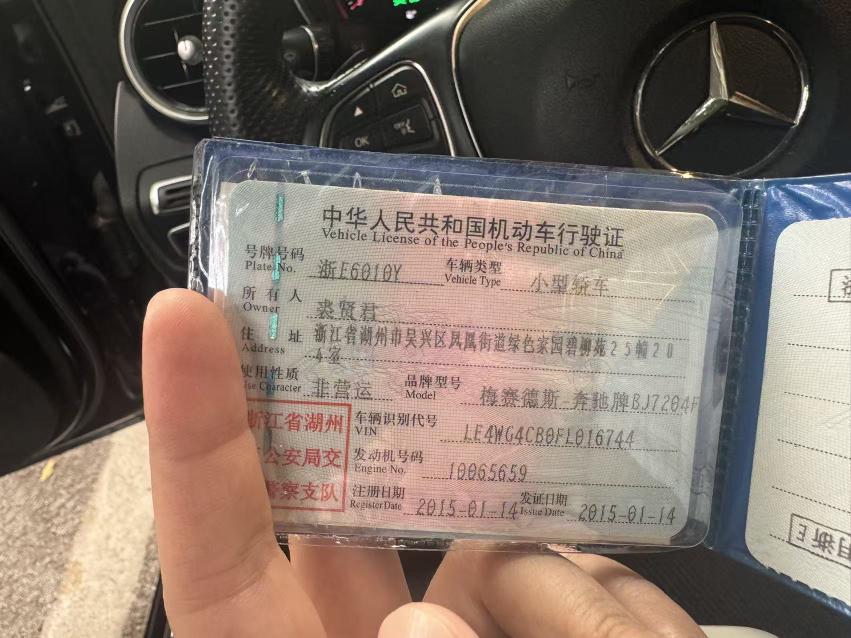 OK
中华人民共和国机动车行驶证
Vehicle License of the People's Republic of China
号牌号码 浙E6010Y 车辆类型 小型轿车
Plate No. Vehicle Type
所有人 裘贤君
Owner
住址 浙江省湖州市吴兴区凤凰街道绿色家园碧柳苑25幢20
Address 4室
使用性质 非营运 品牌型号 梅赛德斯-奔驰牌BJ7204F
Use Character Model
浙江省湖州 车辆识别代号 LE4WG4CB0FL016744
VIN
公安局交 发动机号码 10065659
Engine No.
警察支队 注册日期 2015-01-14 发证日期 2015-01-14
Register Date Issue Date